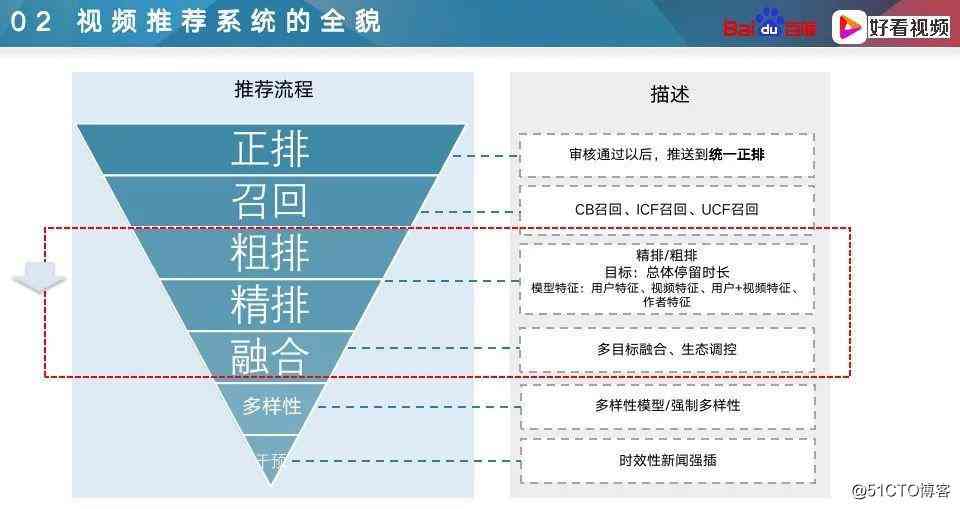 02 视频推荐系统的全貌
Bai du 百度
好看视频
推荐流程
描述
正排
审核通过以后，推送到统一正排
召回
CB召回、ICF召回、UCF召回
粗排
精排
精排/粗排
目标：总体停留时长
模型特征：用户特征、视频特征、用户+视频特征、
作者特征
融合
多目标融合、生态调控
多样性
多样性模型/强制多样性
干预
时效性新闻强插
@51CTO博客